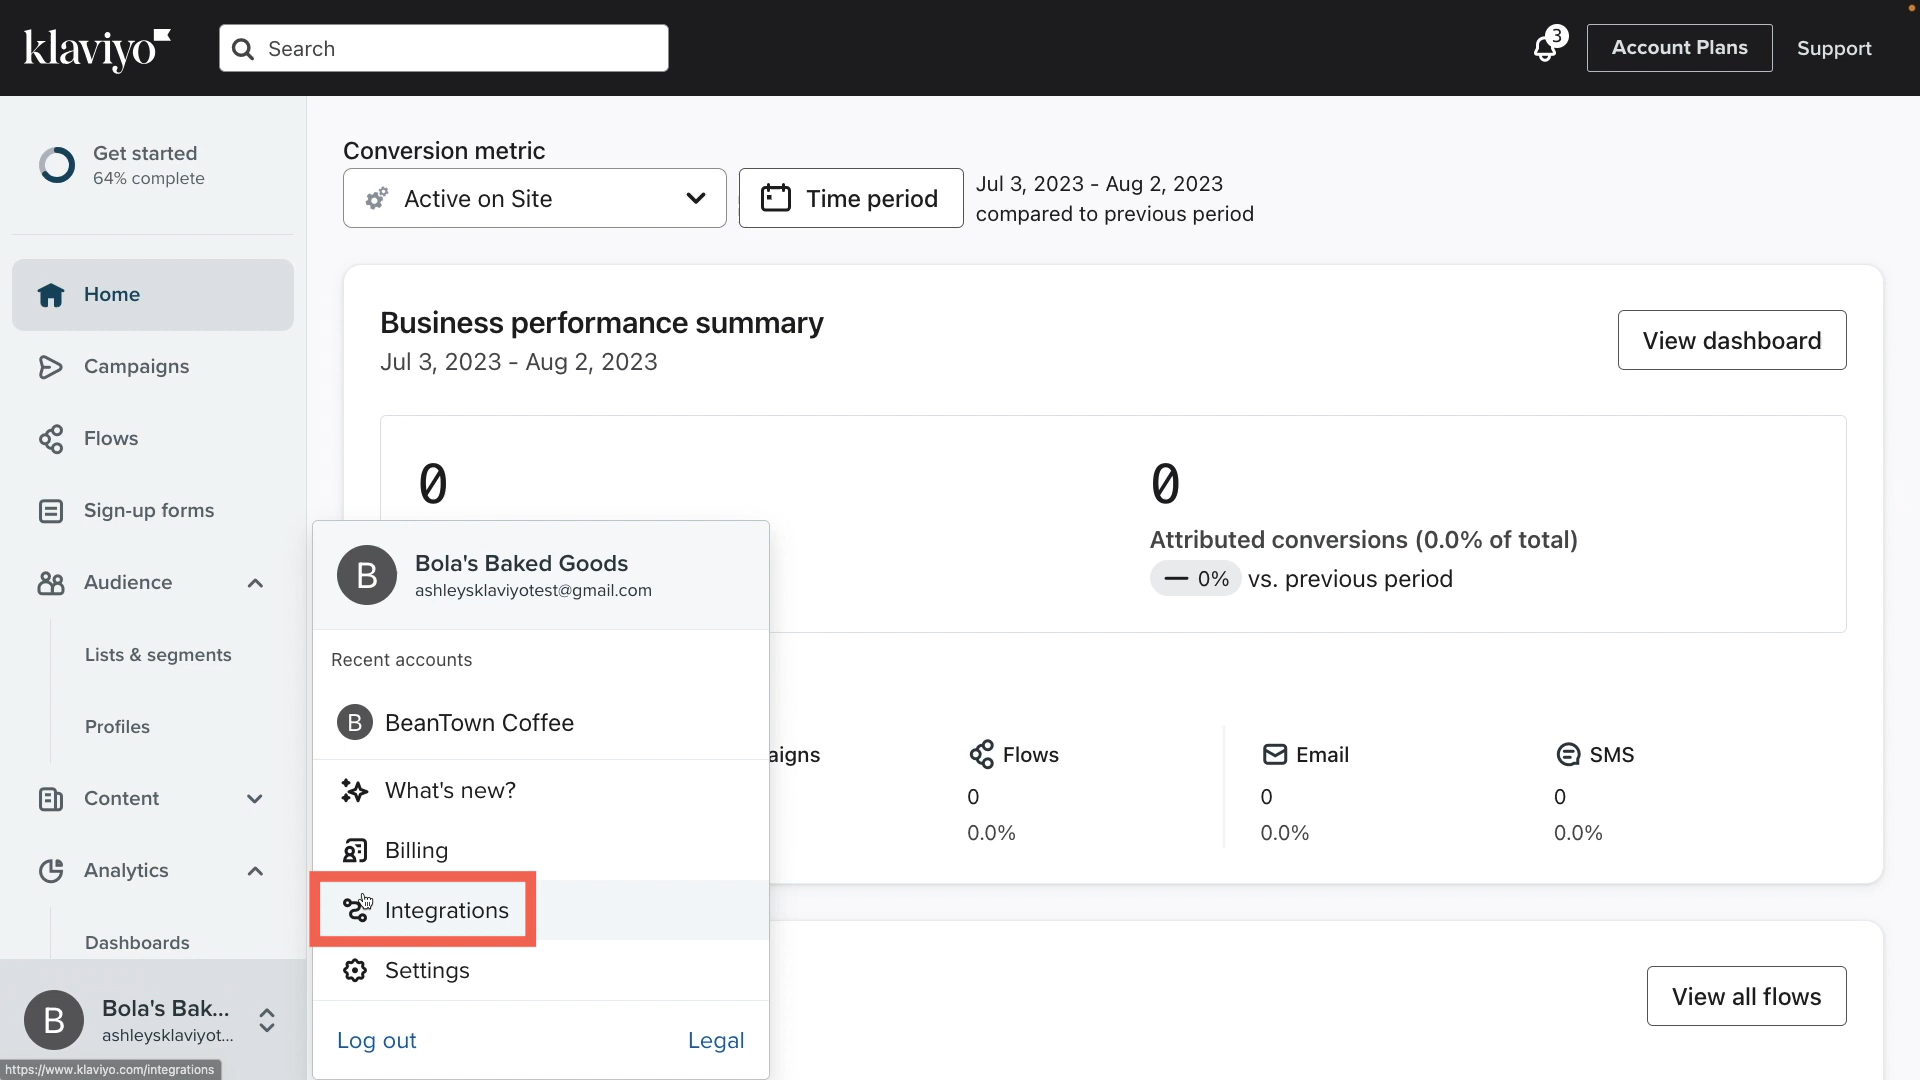 klaviyo
Search
3
Account Plans
Support
Get started
64% complete
Home
Campaigns
Flows
Sign-up forms
Audience
Lists & segments
Profiles
Content
Analytics
Dashboards
B
Bola's Bak...
ashleysklaviyot...
https://www.klaviyo.com/integrations
Conversion metric
Active on Site
Time period
Jul 3, 2023 - Aug 2, 2023
compared to previous period
Business performance summary
Jul 3, 2023 - Aug 2, 2023
View dashboard
0
0
Attributed conversions (0.0% of total)
— 0% vs. previous period
B
Bola's Baked Goods
ashleysklaviyotest@gmail.com
Recent accounts
B BeanTown Coffee
What's new?
Billing
Integrations
Settings
Log out
Legal
aigns
Flows
0
0.0%
Email
0
0.0%
SMS
0
0.0%
View all flows